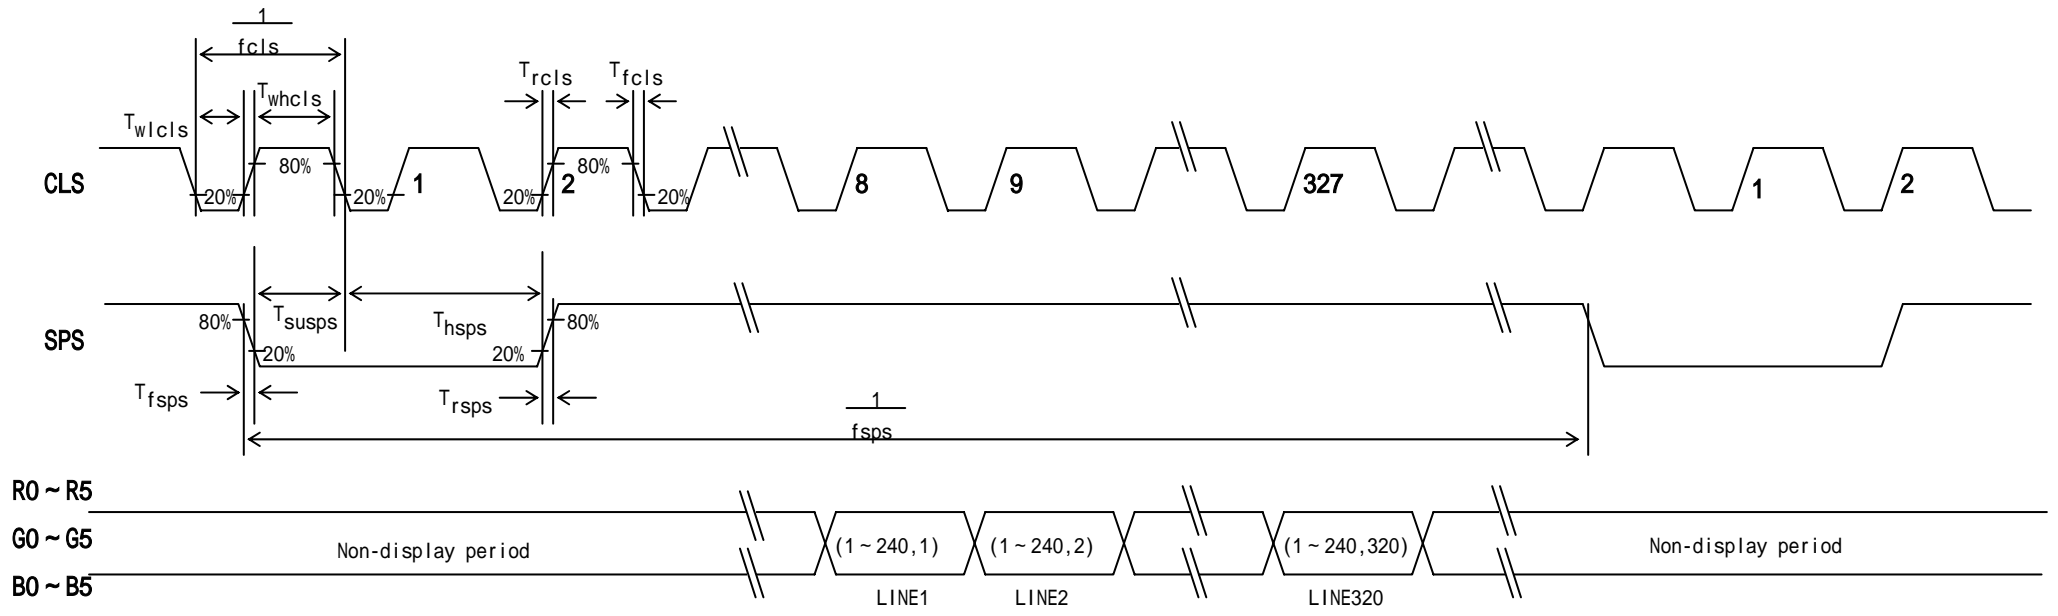 1
fcls
Twhcls
Twlcls
Trcls
Tfcls
CLS
20%
80%
20%
1
20%
2
80%
20%
8
9
327
1
2
SPS
80%
20%
Tsusps
Thsps
20%
80%
Tfsps
Trsps
1
fsps
R0~R5
G0~G5
B0~B5
Non-display period
(1~240,1)
(1~240,2)
(1~240,320)
Non-display period
LINE1
LINE2
LINE320